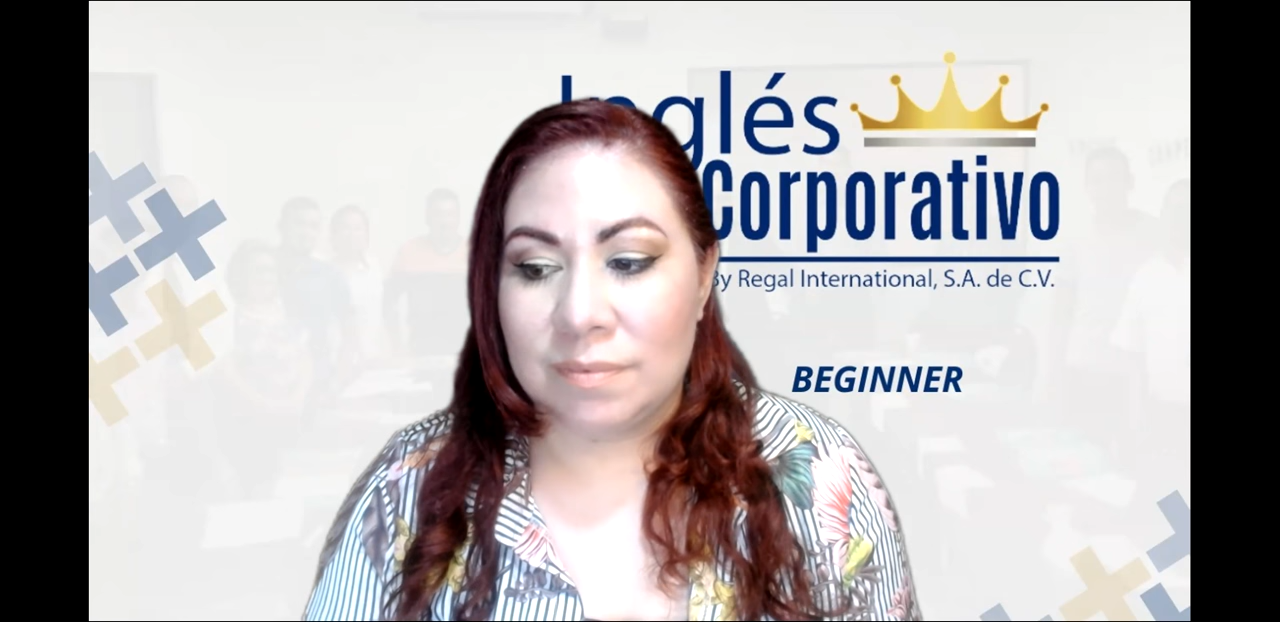 Inglés
Corporativo
By Regal International, S.A. de C.V.
BEGINNER